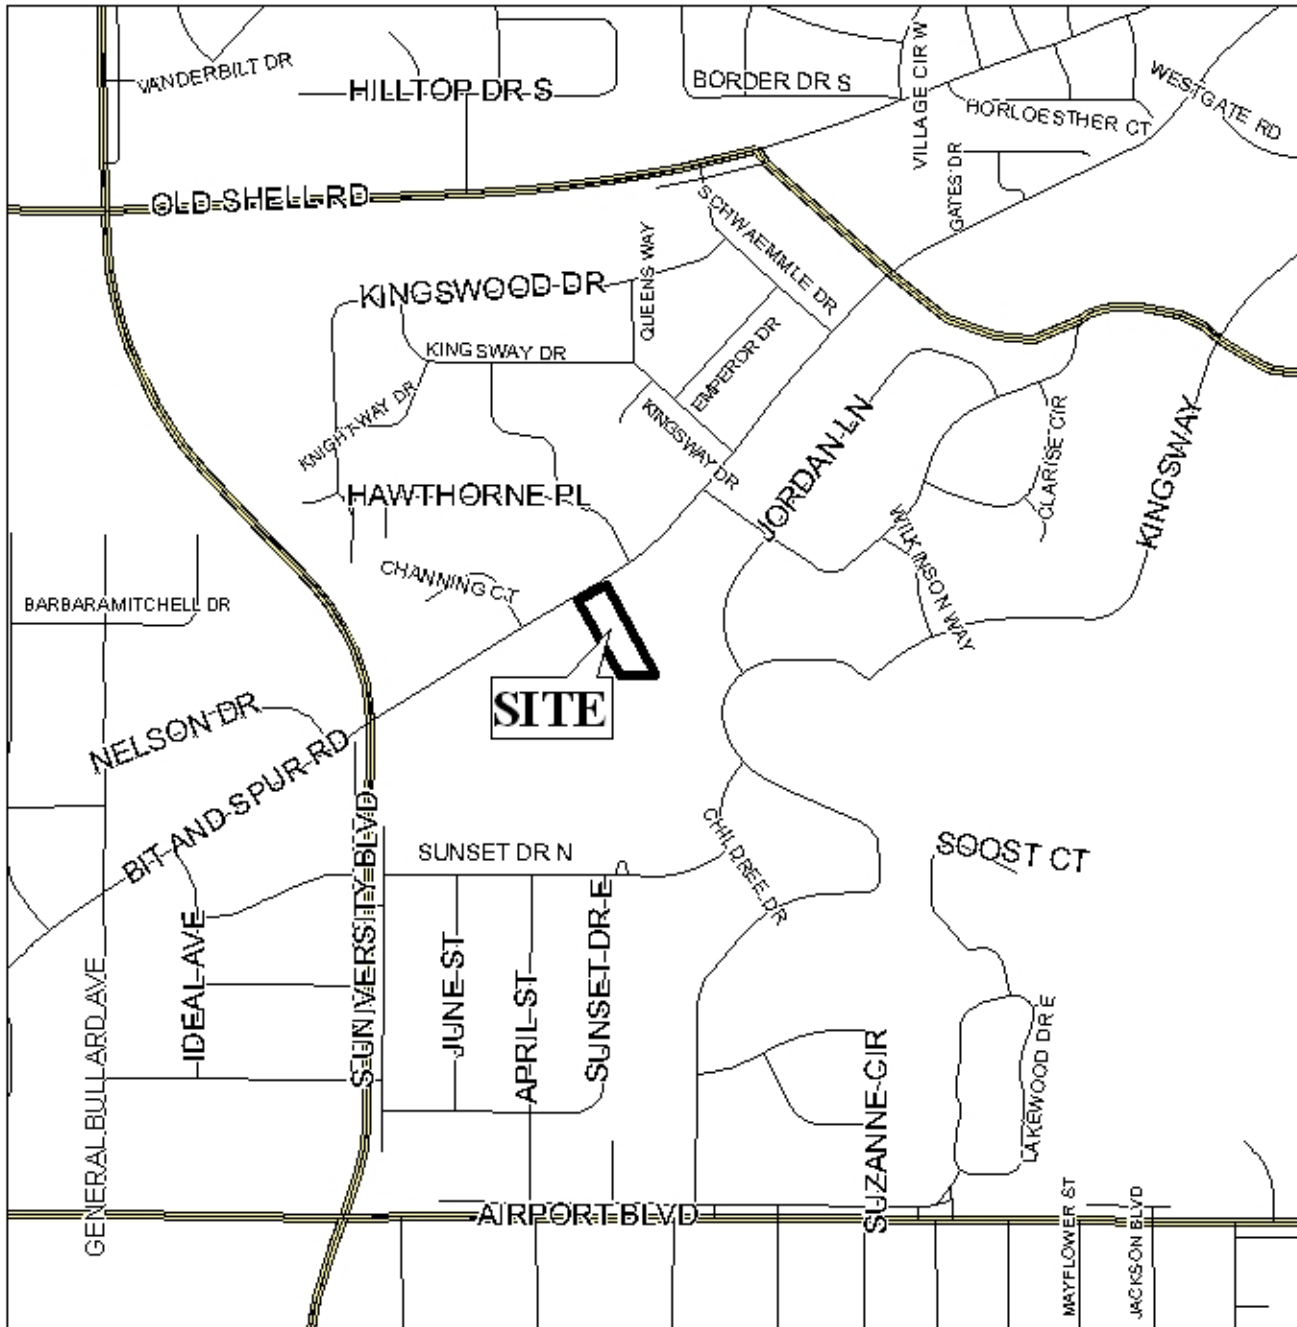 VANDERBILT DR
HILLTOP DR S
BORDER DR S
VILLAGE CIR W
WESTGATE RD
HORLOESTHER CT
GATES DR
OLD SHELL RD
SCHWAEMMLE DR
QUEENS WAY
KINGSWOOD DR
KINGSWAY DR
EMPEROR DR
KNIGHT WAY DR
KINGSWAY DR
JORDAN LN
CLARISE CIR
KINGSWAY
HAWTHORNE PL
WILKINSON WAY
CHANNING CT
BARBARA MITCHELL DR
SITE
NELSON DR
BIT AND SPUR RD
S UNIVERSITY BLVD
SUNSET DR N
CHILDREE DR
SOOST CT
IDEAL AVE
JUNE ST
APRIL ST
SUNSET DR E
GENERAL BULLARD AVE
SUZANNE CIR
LAKEWOOD DR E
AIRPORT BLVD
MAYFLOWER ST
JACKSON BLVD